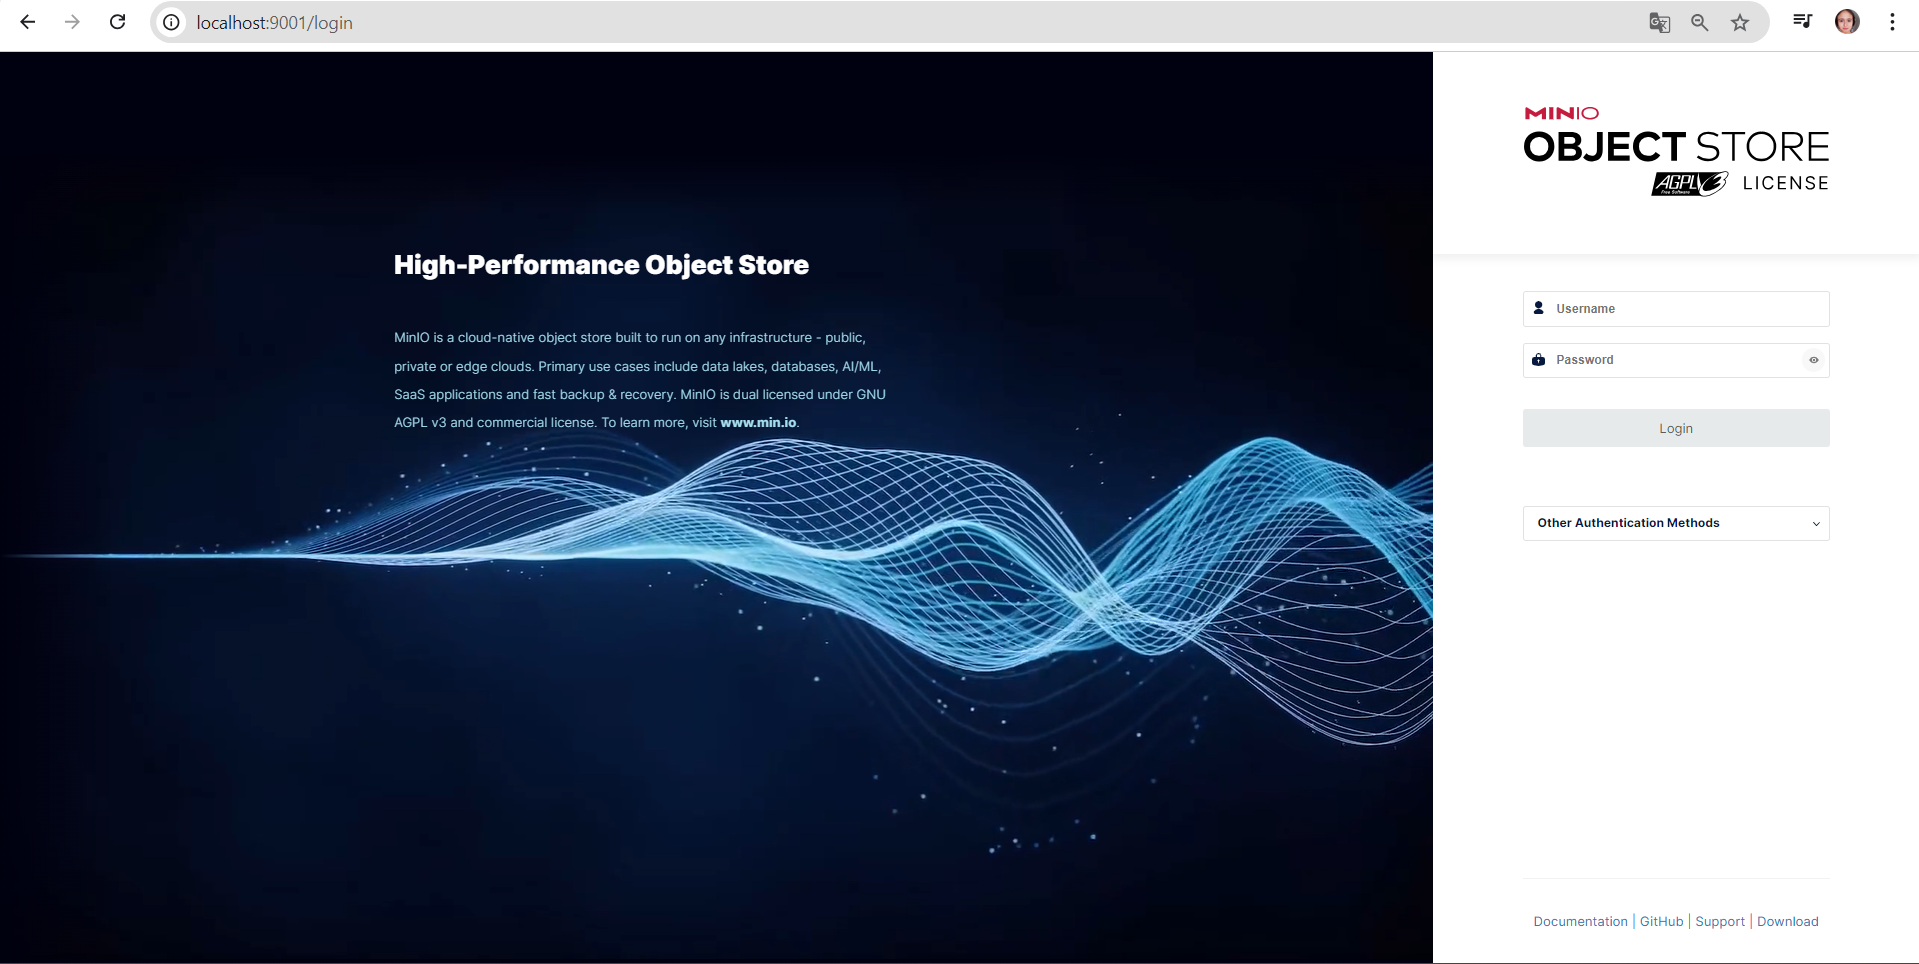 localhost:9001/login
High-Performance Object Store
MinIO is a cloud-native object store built to run on any infrastructure - public,
private or edge clouds. Primary use cases include data lakes, databases, AI/ML,
SaaS applications and fast backup & recovery. MinIO is dual licensed under GNU
AGPL v3 and commercial license. To learn more, visit www.min.io.
MINIO
OBJECT STORE
AGPLv3 LICENSE
Free Software
Username
Password
Login
Other Authentication Methods
Documentation | GitHub | Support | Download